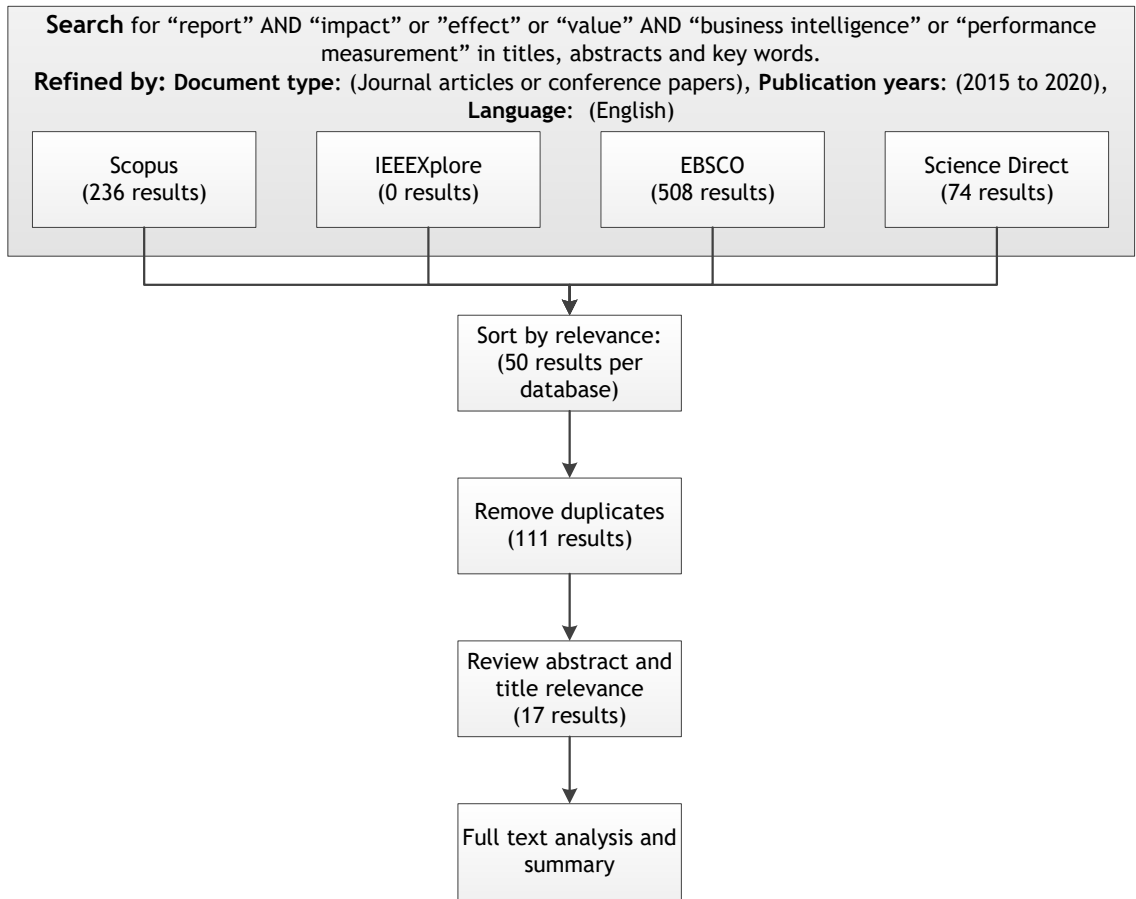 Search for “report” AND “impact” or ”effect” or “value” AND “business intelligence” or “performance
measurement” in titles, abstracts and key words.
Refined by: Document type: (Journal articles or conference papers), Publication years: (2015 to 2020),
Language: (English)
Scopus
(236 results)
IEEEXplore
(0 results)
EBSCO
(508 results)
Science Direct
(74 results)
Sort by relevance:
(50 results per
database)
Remove duplicates
(111 results)
Review abstract and
title relevance
(17 results)
Full text analysis and
summary